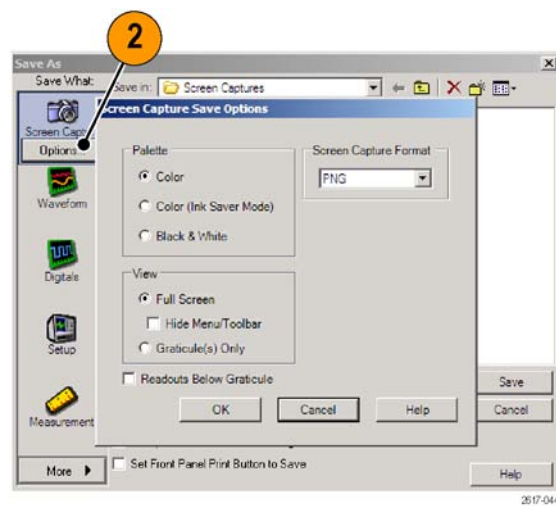 2
Save As
Save What:
Save in: Screen Captures
Screen Capture Save Options
Screen Captu
Options
Palette
Screen Capture Format
Color
PNG
Color (Ink Saver Mode)
Waveform
Black & White
Digitals
View
Full Screen
Hide Menu/Toolbar
Setup
Graticule(s) Only
Readouts Below Graticule
Save
OK
Cancel
Help
Cancel
Measurement
More
Set Front Panel Print Button to Save
Help
2617-044